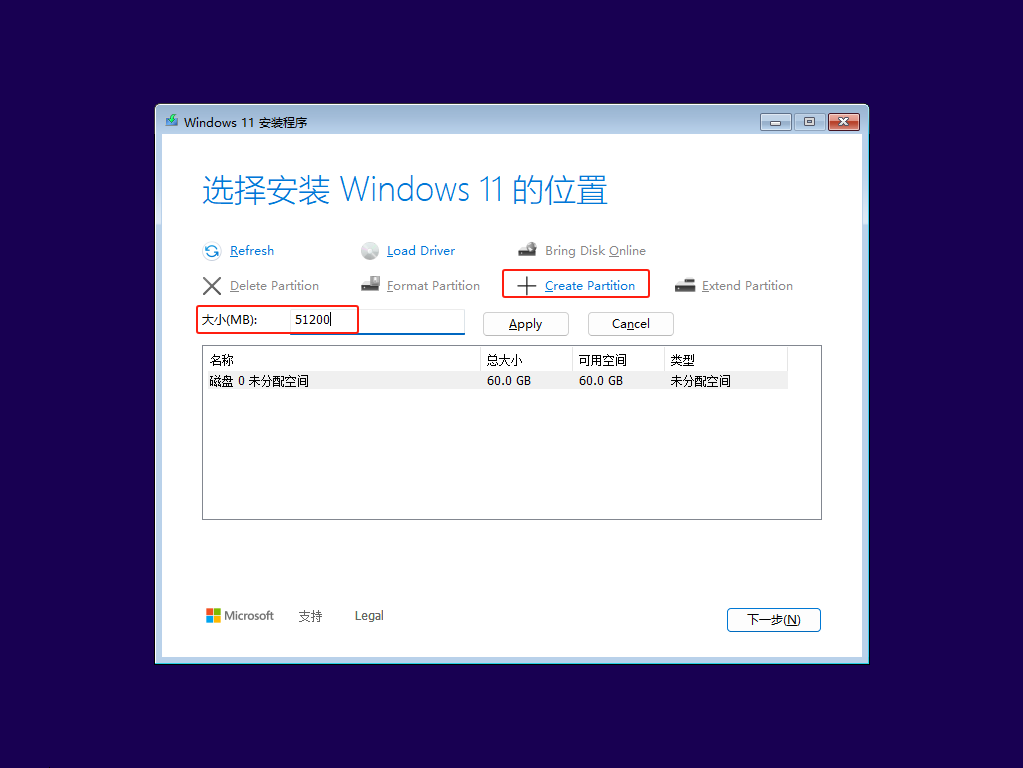 Windows 11 安装程序
选择安装 Windows 11 的位置
Refresh Load Driver Bring Disk Online
Delete Partition Format Partition Create Partition Extend Partition
大小(MB): 51200 Apply Cancel
名称 总大小 可用空间 类型
磁盘 0 未分配空间 60.0 GB 60.0 GB 未分配空间
Microsoft 支持 Legal 下一步(N)